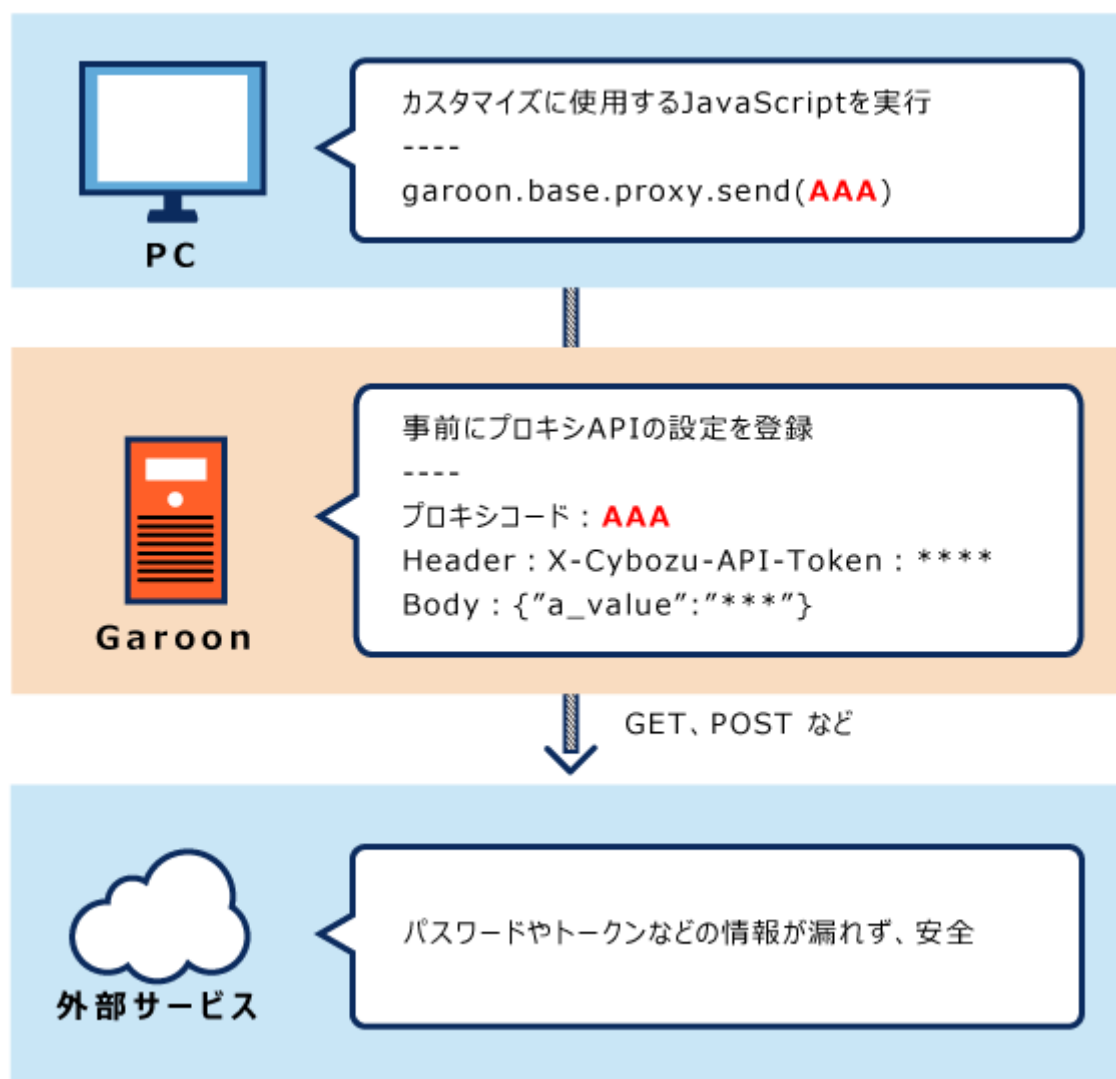 カスタマイズに使用するJavaScriptを実行
----
garoon.base.proxy.send(AAA)
PC
事前にプロキシAPIの設定を登録
----
プロキシコード：AAA
Header：X-Cybozu-API-Token：****
Body：{"a_value":"***"}
Garoon
GET、POST など
パスワードやトークンなどの情報が漏れず、安全
外部サービス